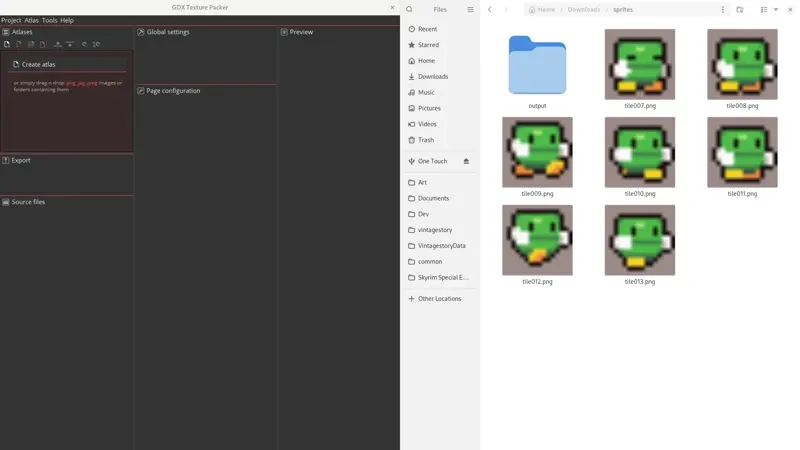 GDX Texture Packer
Project Atlas Tools Help
Atlases
Create atlas
or simply drag-n-drop .png .jpg .jpeg images or
folders containing them
Export
Source files
Global settings
Page configuration
Preview
Files
Recent
Starred
Home
Downloads
Music
Pictures
Videos
Trash
One Touch
Art
Documents
Dev
vintagestory
VintagestoryData
common
Skyrim Special E...
Other Locations
Home / Downloads / sprites
output
tile007.png
tile008.png
tile009.png
tile010.png
tile011.png
tile012.png
tile013.png